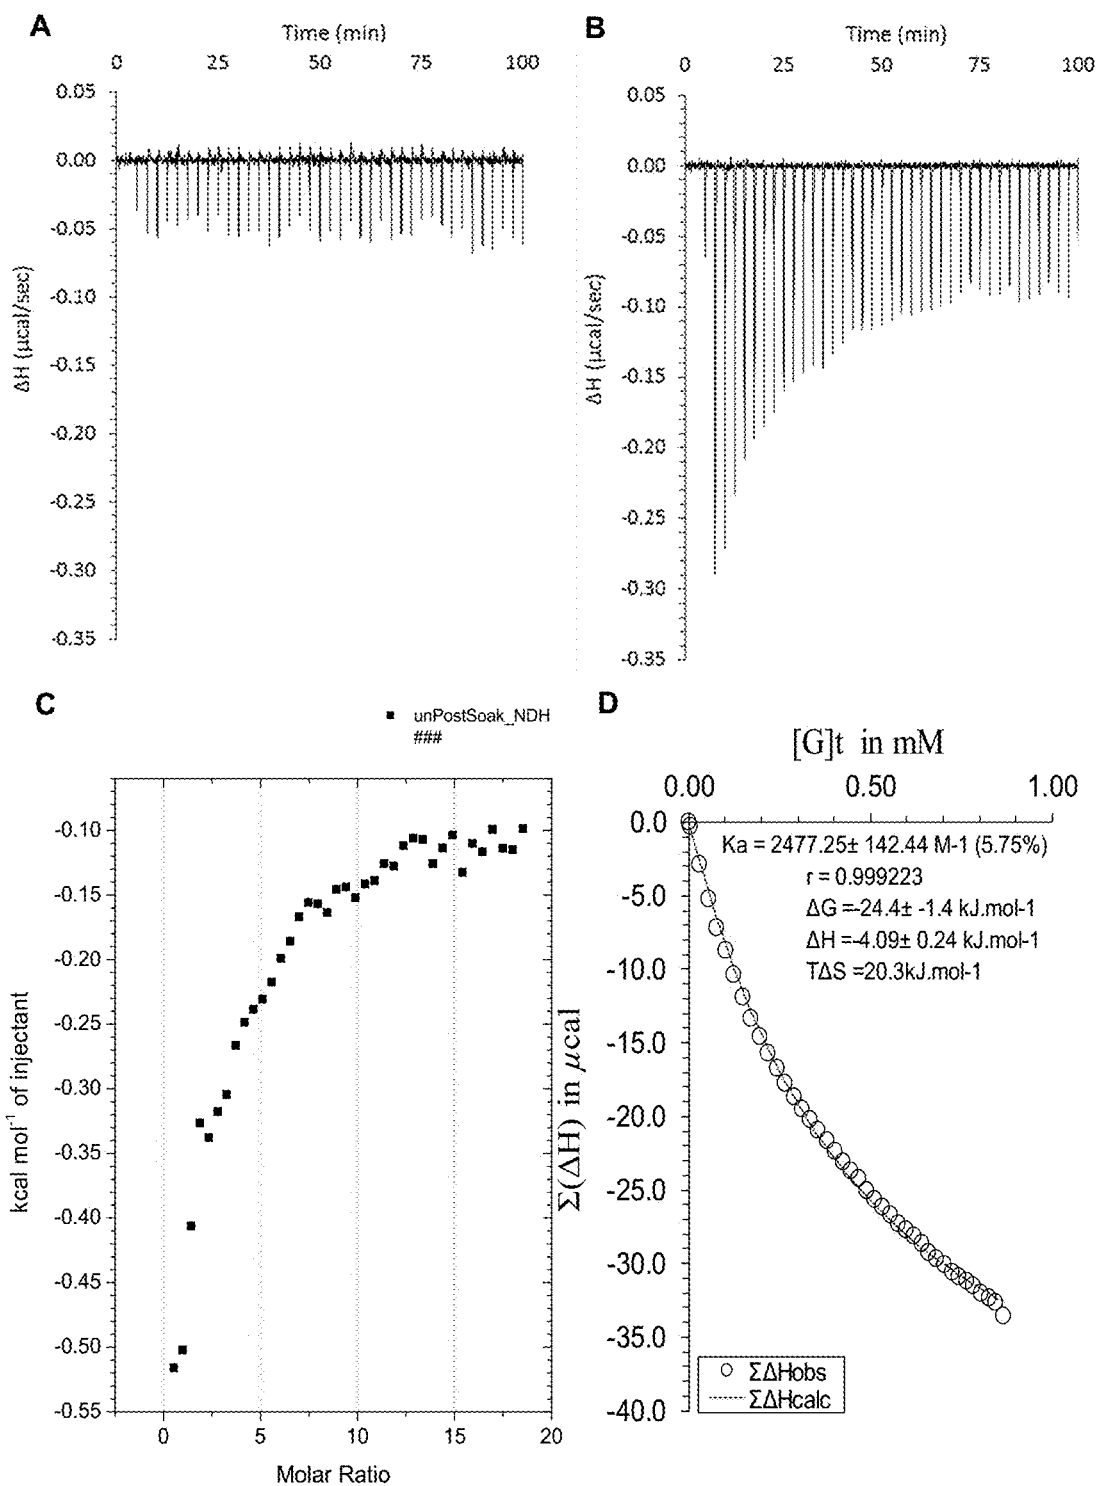 A
Time (min)
0 25 50 75 100
0.05
0.00
-0.05
-0.10
-0.15
-0.20
-0.25
-0.30
-0.35
ΔH (μcal/sec)
B
Time (min)
0 25 50 75 100
0.05
0.00
-0.05
-0.10
-0.15
-0.20
-0.25
-0.30
-0.35
ΔH (μcal/sec)
C
unPostSoak_NDH
###
-0.10
-0.15
-0.20
-0.25
-0.30
-0.35
-0.40
-0.45
-0.50
-0.55
kcal mol⁻¹ of injectant
0 5 10 15 20
Molar Ratio
D
[G]t in mM
0.00 0.50 1.00
0.0
-5.0
-10.0
-15.0
-20.0
-25.0
-30.0
-35.0
-40.0
Σ(ΔH) in μcal
Ka = 2477.25± 142.44 M-1 (5.75%)
r = 0.999223
ΔG =-24.4± -1.4 kJ.mol-1
ΔH =-4.09± 0.24 kJ.mol-1
TΔS =20.3kJ.mol-1
ΣΔHobs
ΣΔHcalc